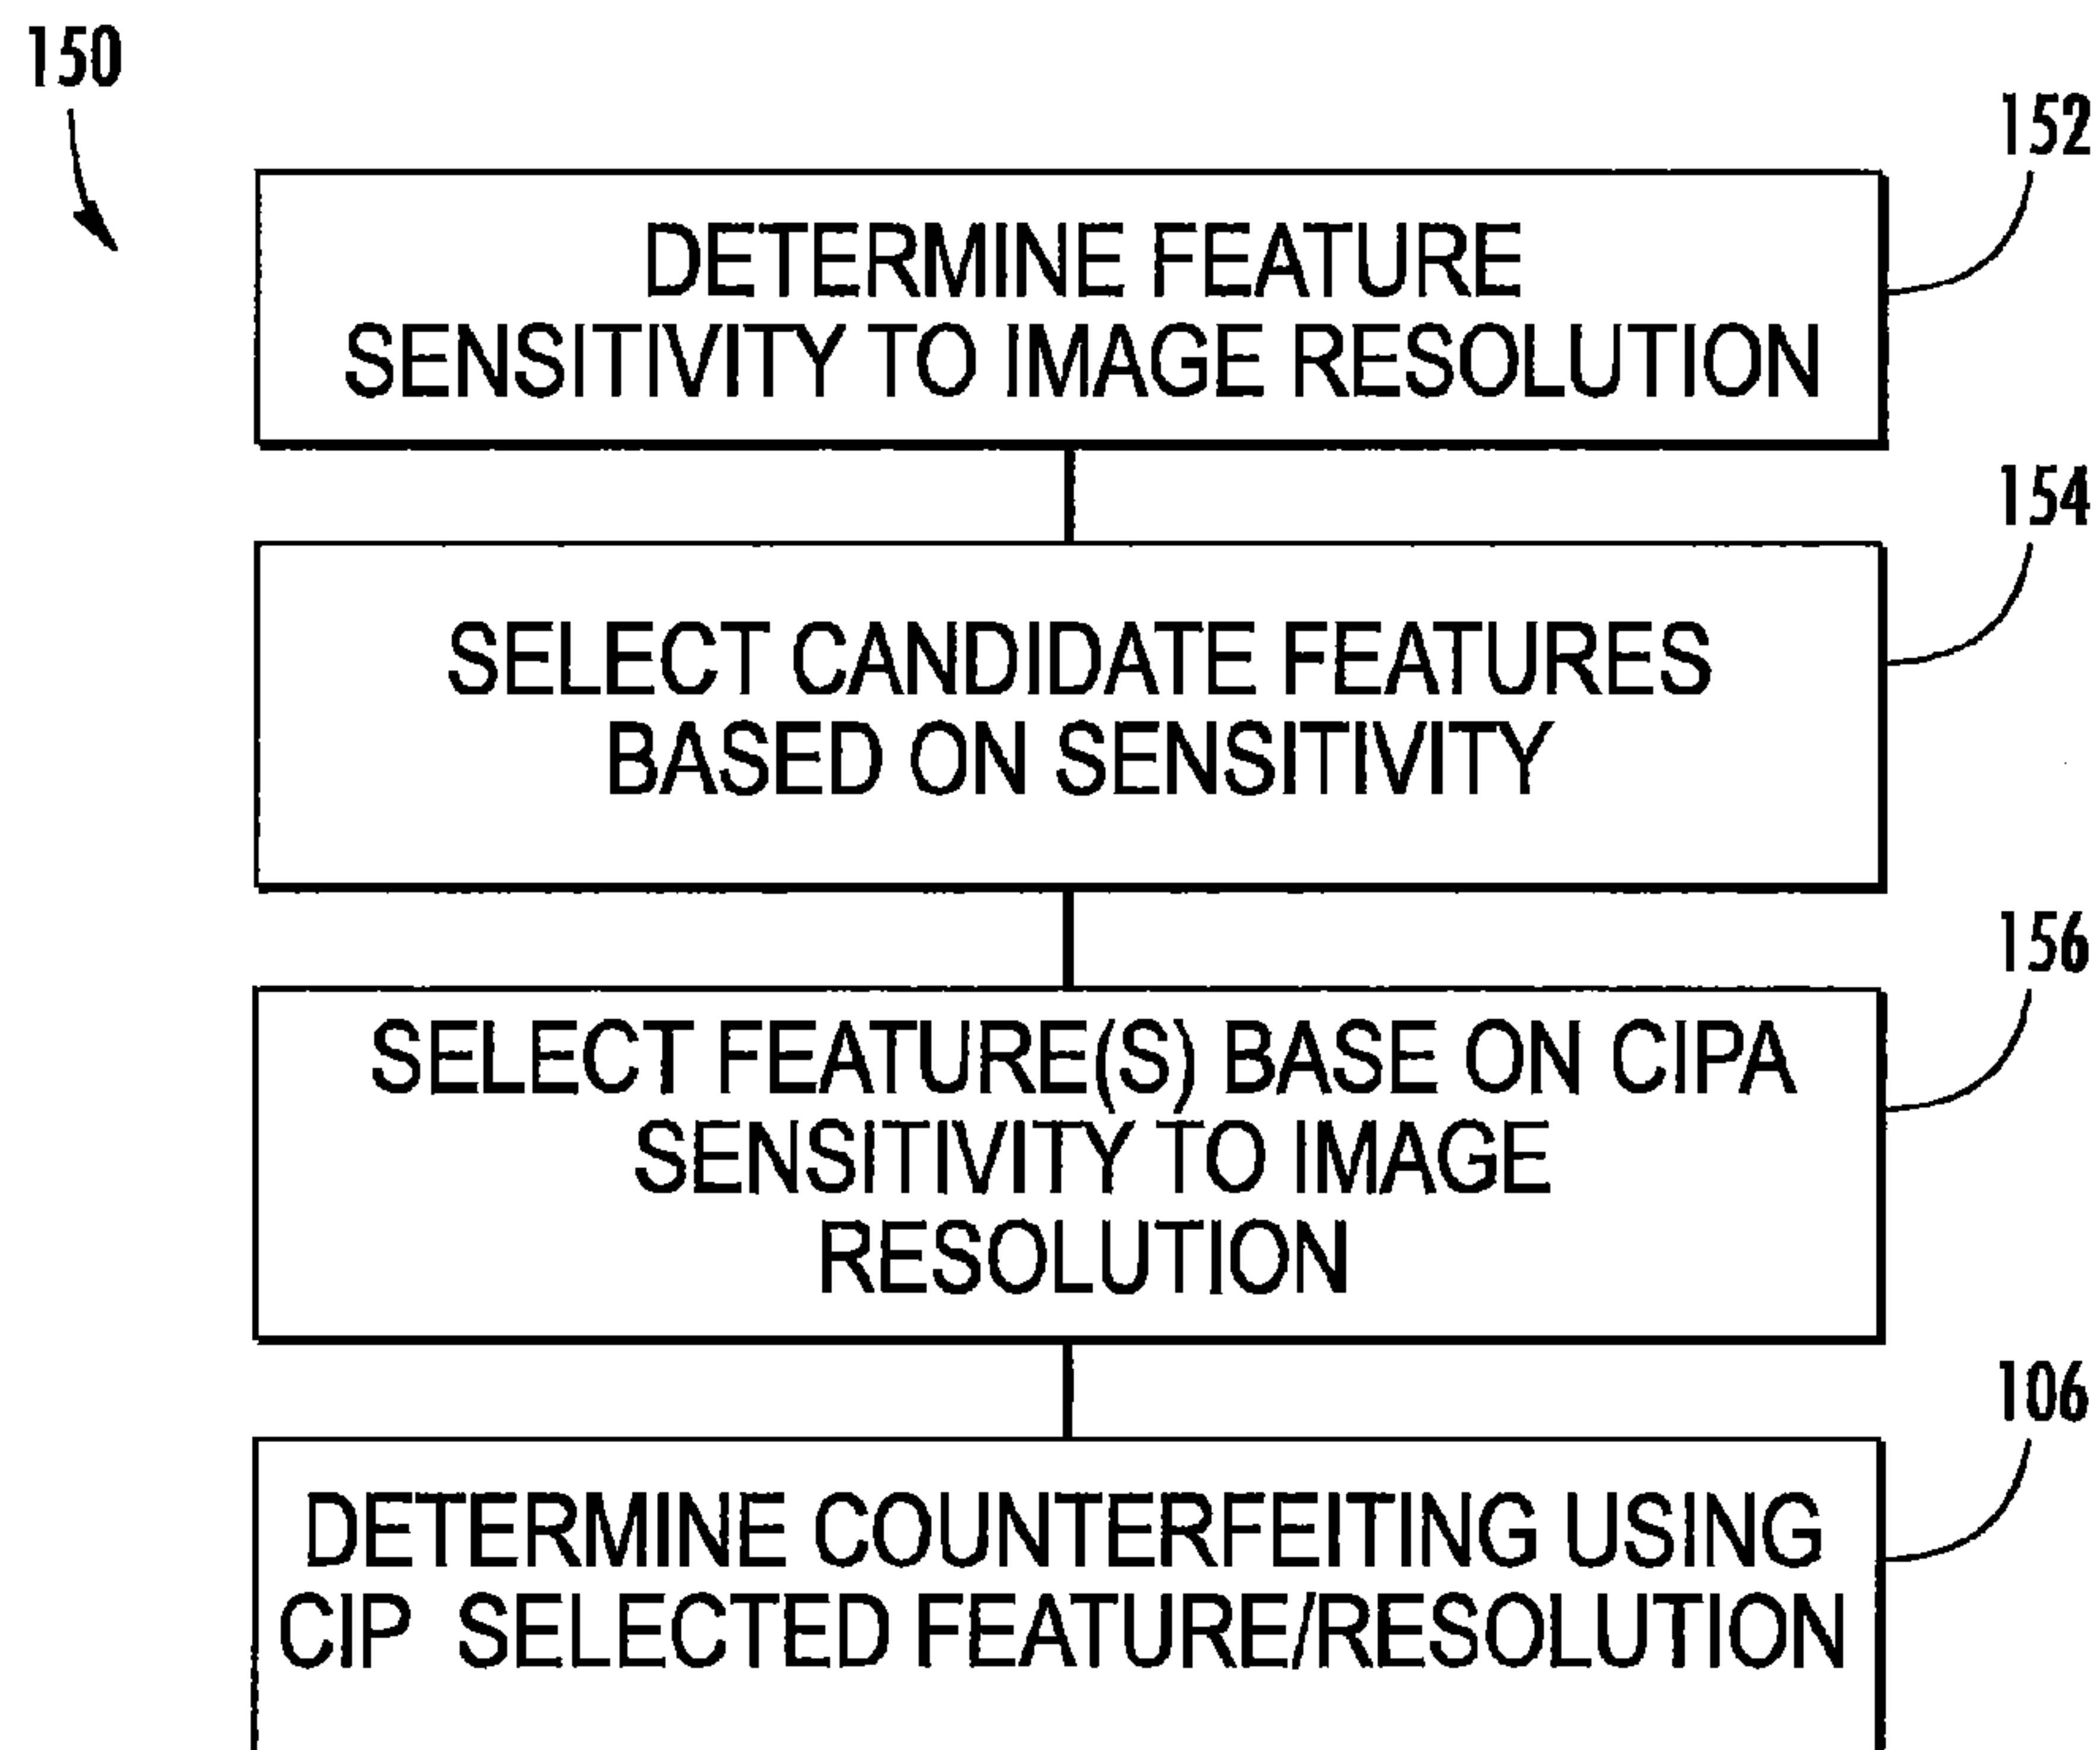 150
152
DETERMINE FEATURE
SENSITIVITY TO IMAGE RESOLUTION
154
SELECT CANDIDATE FEATURES
BASED ON SENSITIVITY
156
SELECT FEATURE(S) BASE ON CIPA
SENSITIVITY TO IMAGE
RESOLUTION
106
DETERMINE COUNTERFEITING USING
CIP SELECTED FEATURE/RESOLUTION